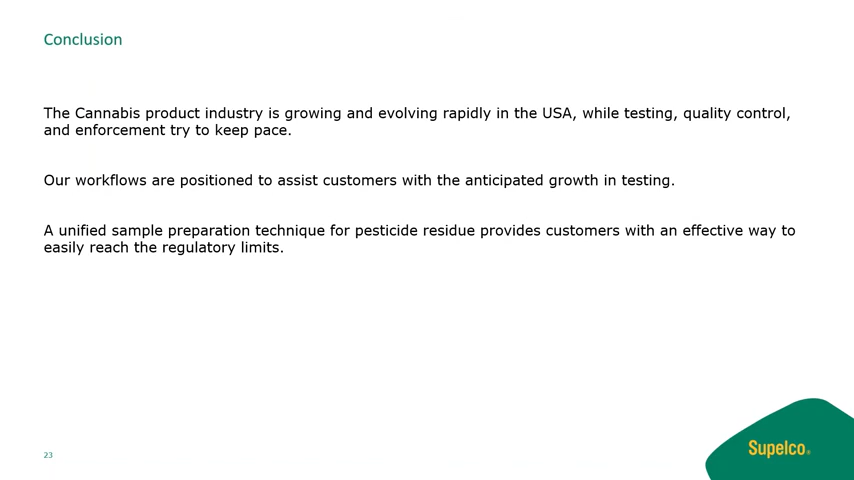 Conclusion
The Cannabis product industry is growing and evolving rapidly in the USA, while testing, quality control,
and enforcement try to keep pace.
Our workflows are positioned to assist customers with the anticipated growth in testing.
A unified sample preparation technique for pesticide residue provides customers with an effective way to
easily reach the regulatory limits.
23
Supelco®